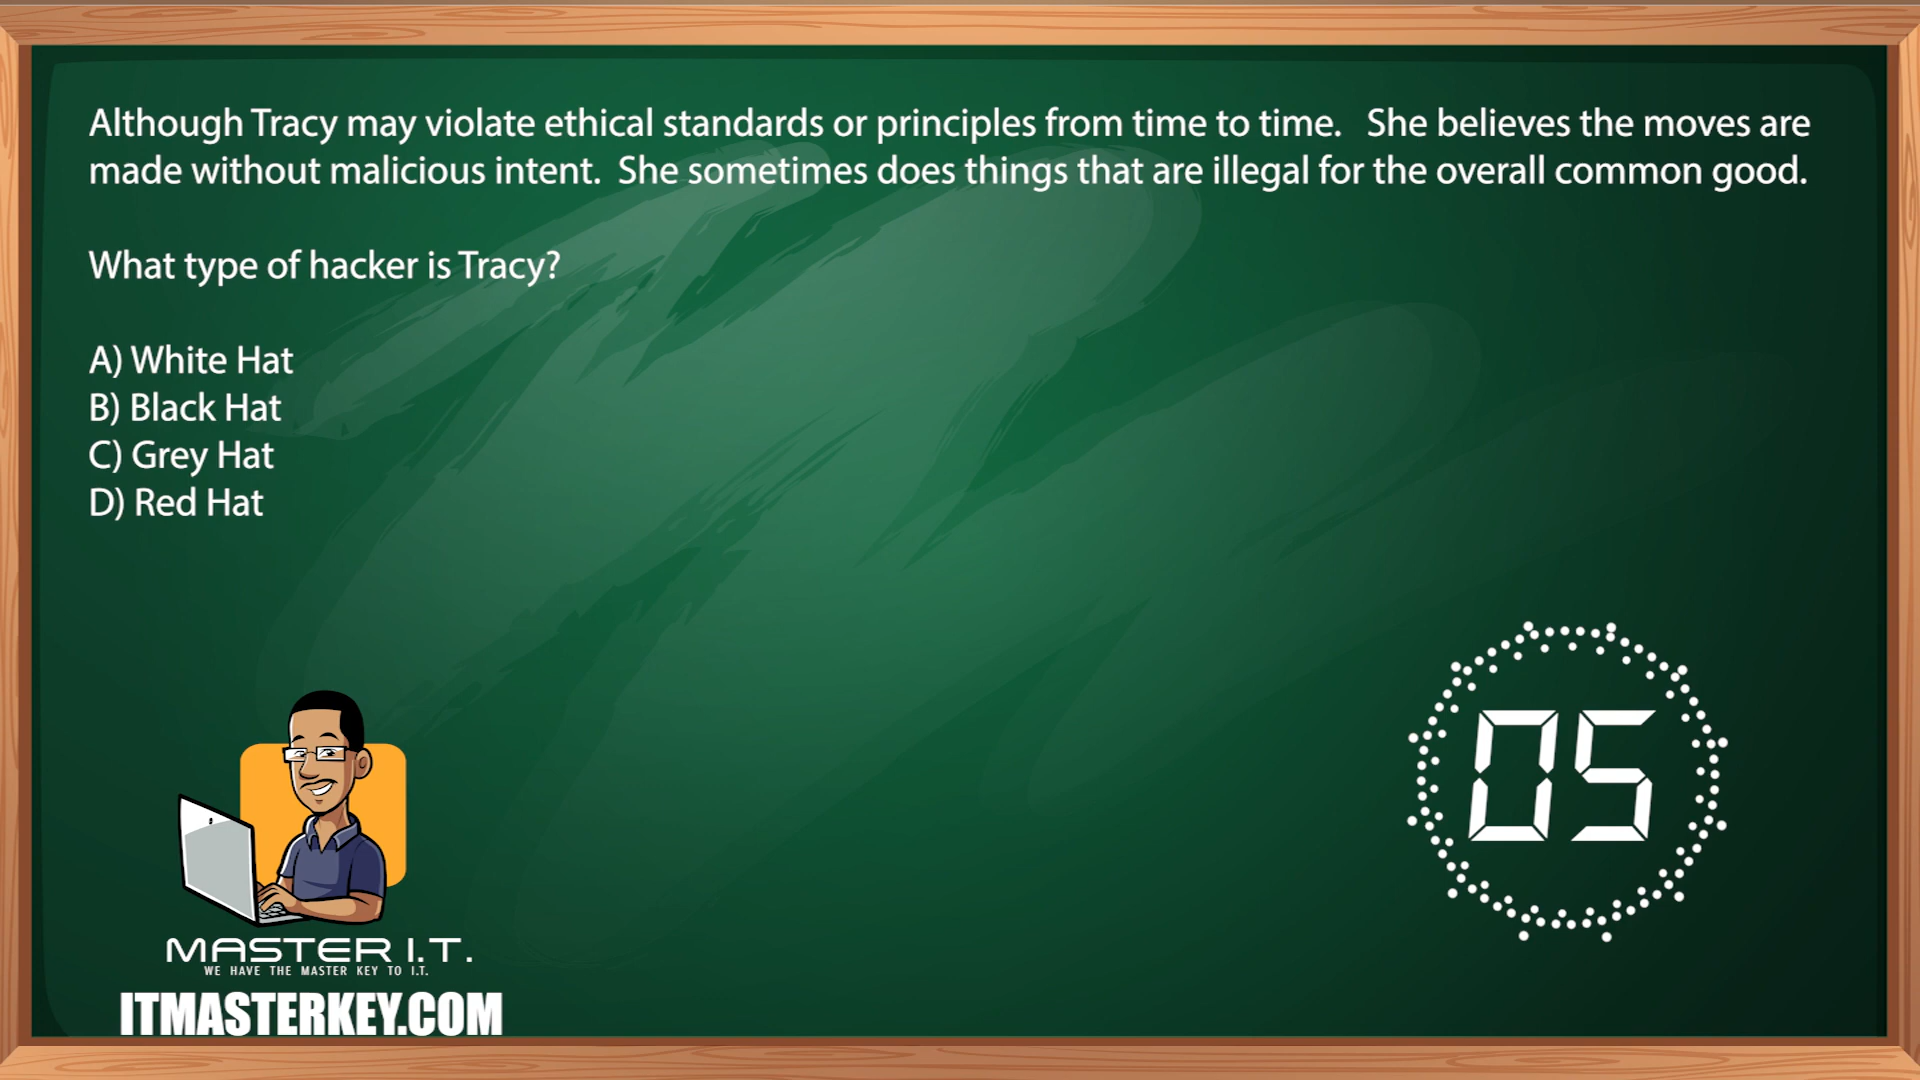 Although Tracy may violate ethical standards or principles from time to time.   She believes the moves are
made without malicious intent.  She sometimes does things that are illegal for the overall common good.
What type of hacker is Tracy?
A) White Hat
B) Black Hat
C) Grey Hat
D) Red Hat
05
MASTER I.T.
WE HAVE THE MASTER KEY TO I.T.
ITMASTERKEY.COM